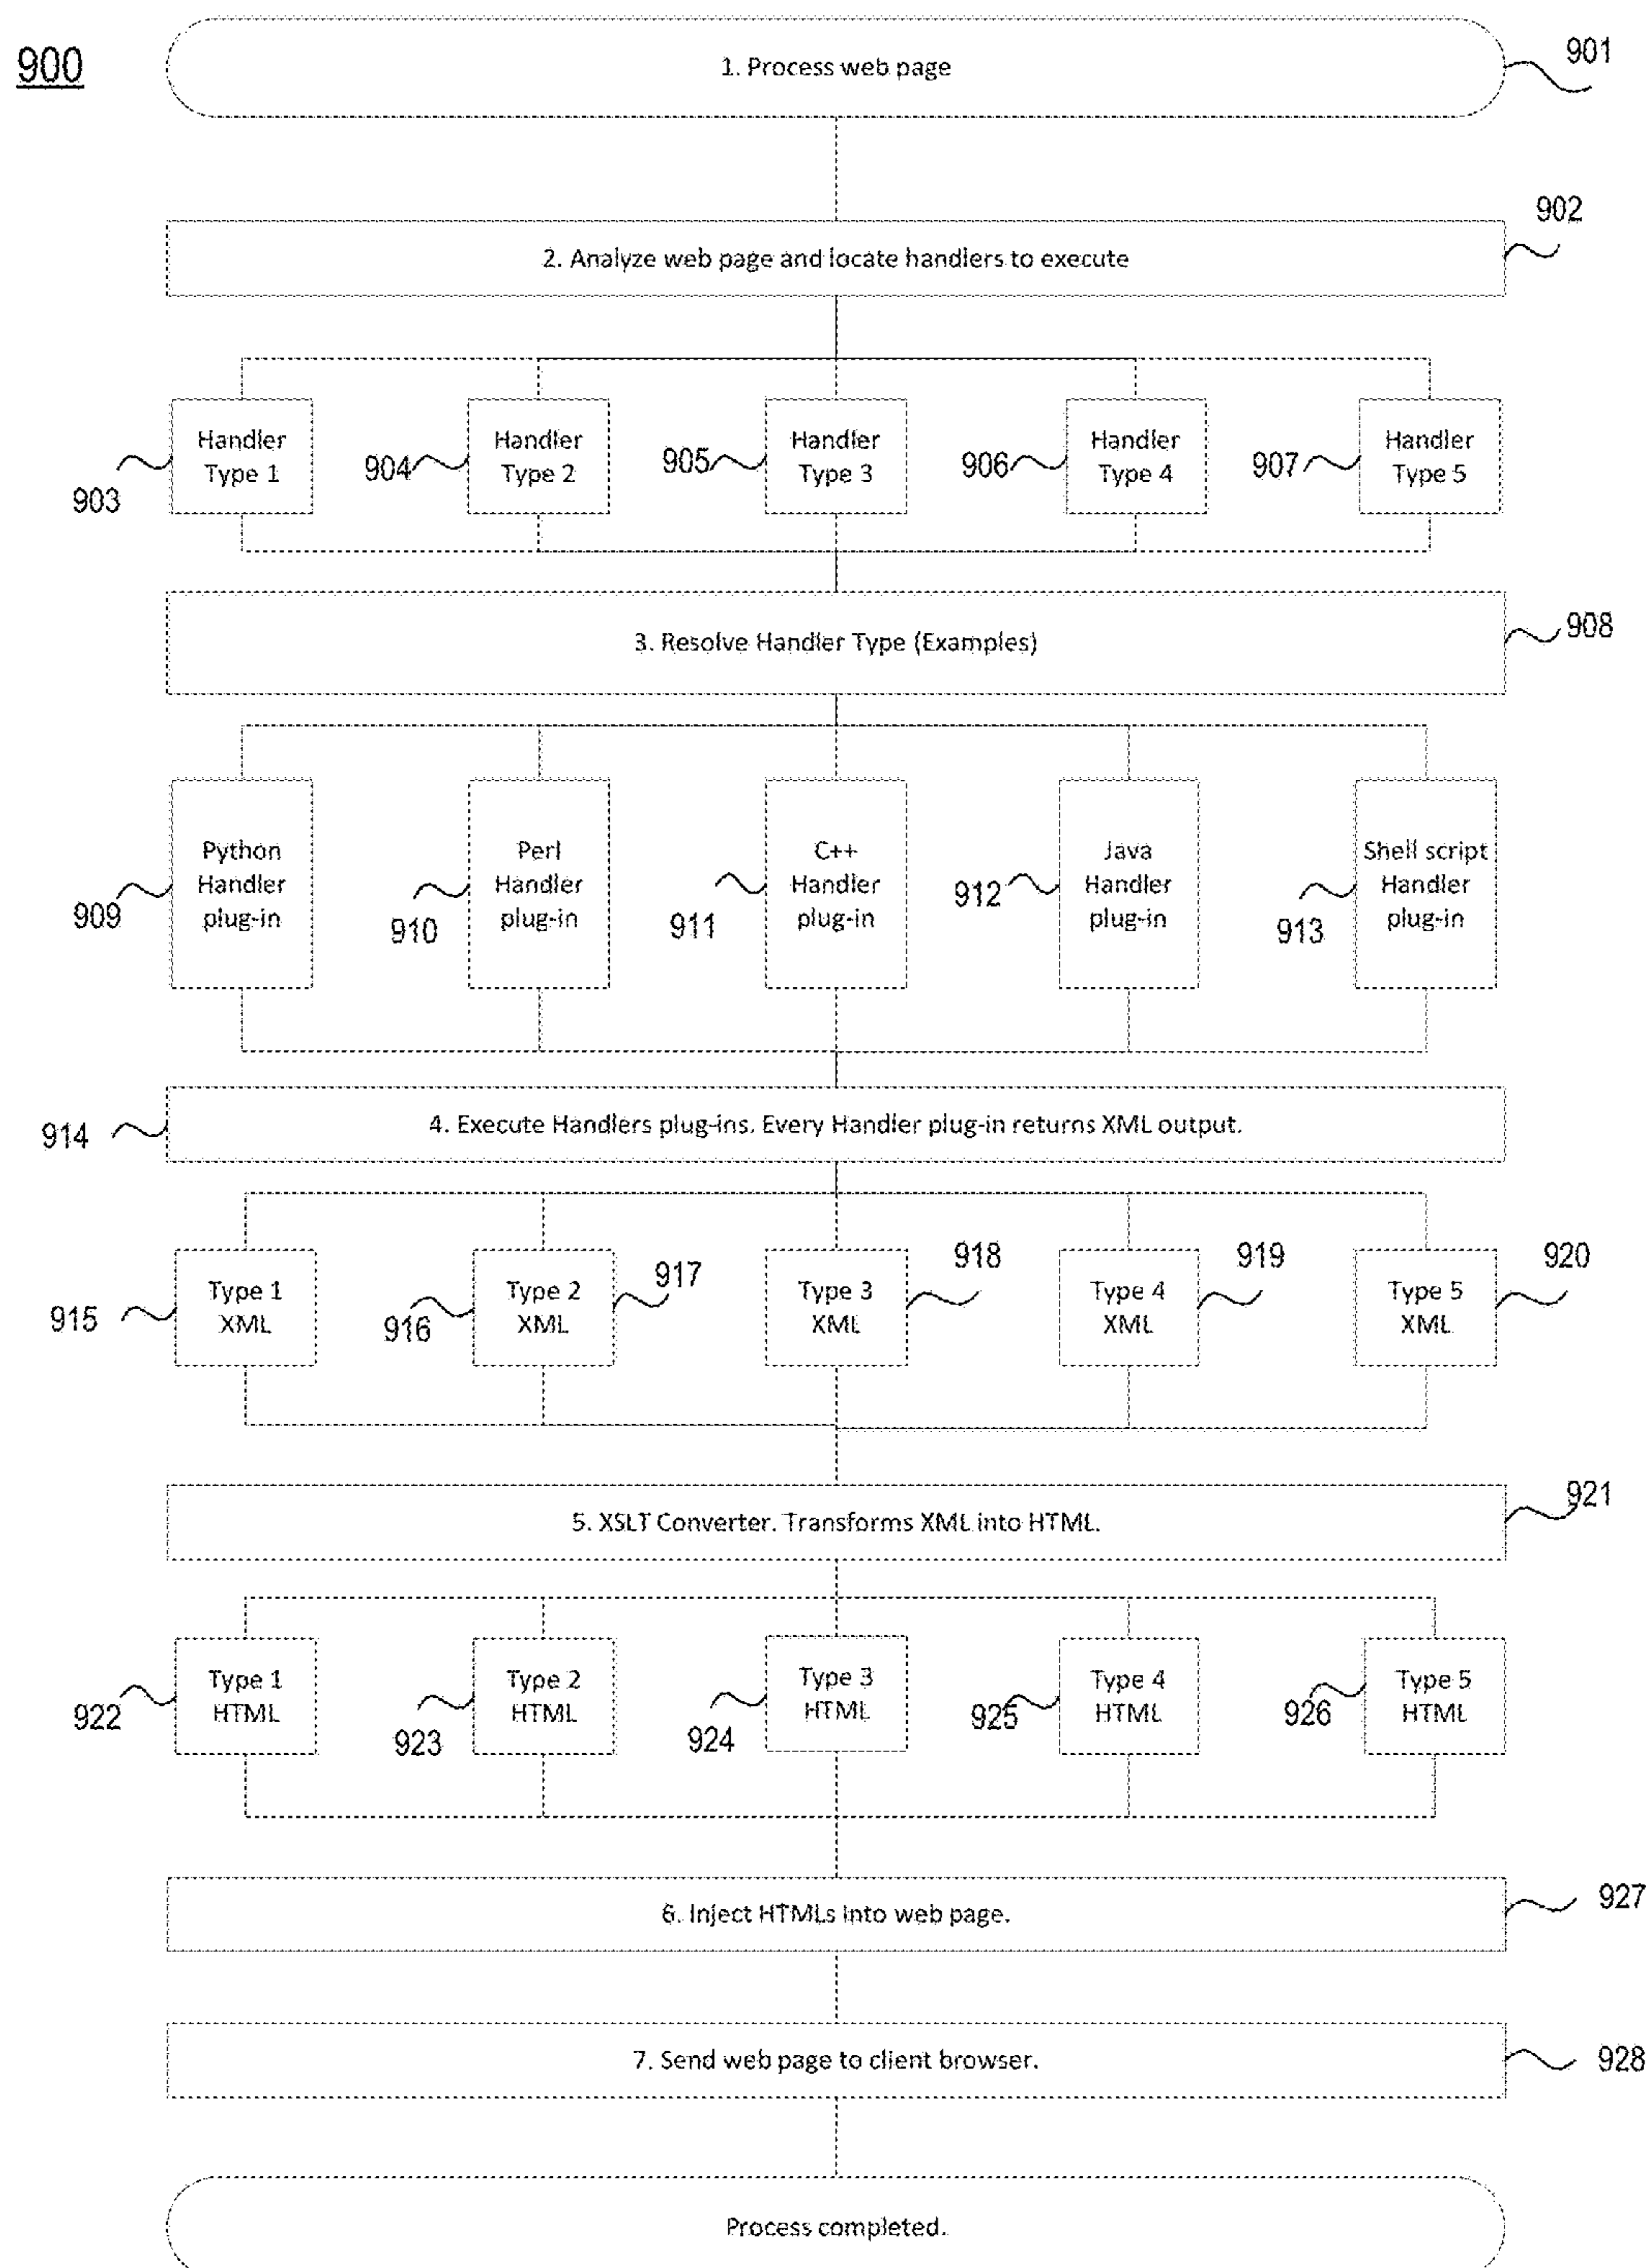 900
1. Process web page
901
2. Analyze web page and locate handlers to execute
902
Handler
Type 1
903
Handler
Type 2
904
Handler
Type 3
905
Handler
Type 4
906
Handler
Type 5
907
3. Resolve Handler Type (Examples)
908
Python
Handler
plug-in
909
Perl
Handler
plug-in
910
C++
Handler
plug-in
911
Java
Handler
plug-in
912
Shell script
Handler
plug-in
913
4. Execute Handlers plug-ins. Every Handler plug-in returns XML output.
914
Type 1
XML
915
Type 2
XML
916
917
Type 3
XML
918
Type 4
XML
919
Type 5
XML
920
5. XSLT Converter. Transforms XML into HTML.
921
Type 1
HTML
922
Type 2
HTML
923
Type 3
HTML
924
Type 4
HTML
925
Type 5
HTML
926
6. Inject HTMLs into web page.
927
7. Send web page to client browser.
928
Process completed.